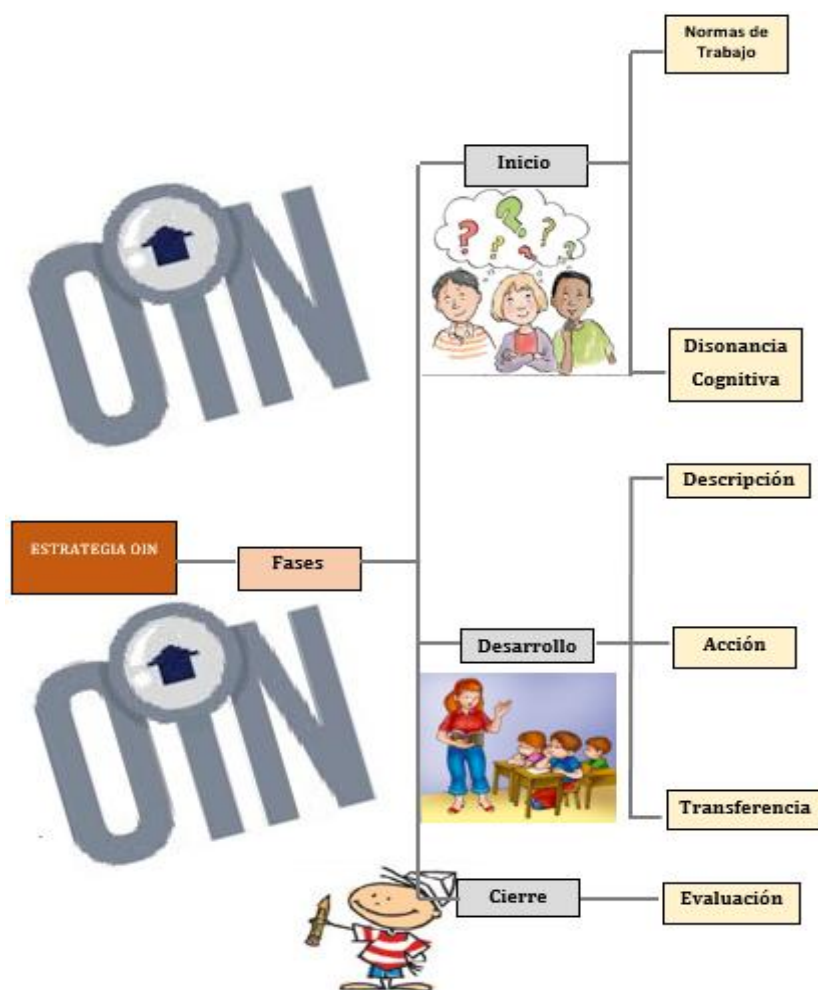 Normas de
Trabajo
Inicio
OIN
Disonancia
Cognitiva
Descripción
ESTRATEGIA OIN
Fases
Desarrollo
Acción
OIN
Transferencia
Cierre
Evaluación